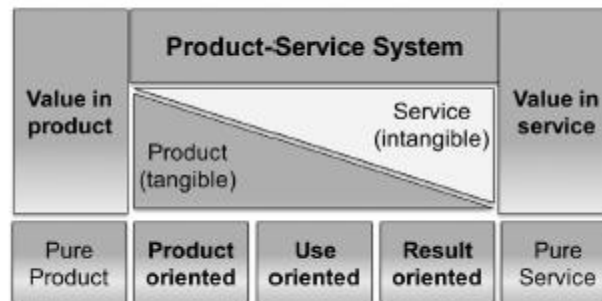 Product-Service System
Value in
product
Service
(intangible)
Product
(tangible)
Value in
service
Pure
Product
Product
oriented
Use
oriented
Result
oriented
Pure
Service